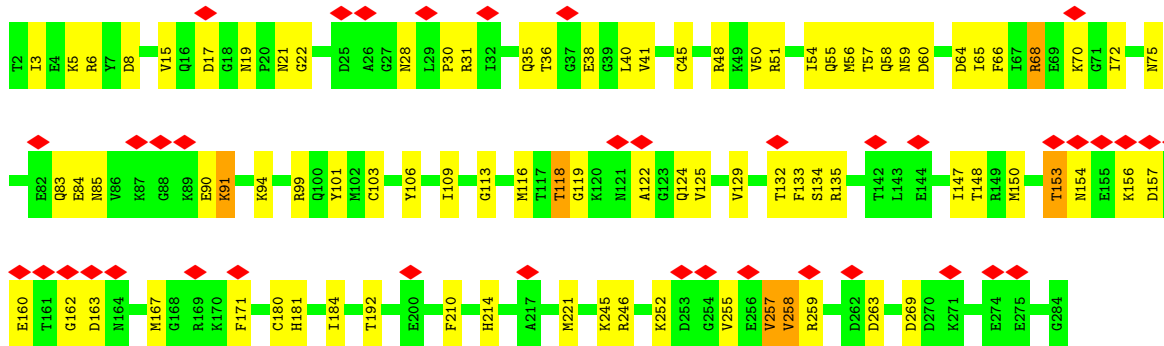 T2 I3 E4 K5 R6 Y7 D8 V15 Q16 D17 G18 N19 P20 N21 G22 D25 A26 G27 N28 L29 P30 R31 I32 Q35 T36 G37 E38 G39 L40 V41 C45 R48 K49 V50 R51 I54 Q55 M56 T57 Q58 N59 D60 D64 I65 F66 I67 R68 E69 K70 G71 I72 N75
E82 Q83 E84 N85 V86 K87 G88 K89 E90 K91 K94 R99 Q100 Y101 M102 C103 Y106 I109 G113 M116 T117 T118 G119 K120 N121 A122 G123 Q124 V125 V129 T132 F133 S134 R135 T142 L143 E144 I147 T148 R149 M150 T153 N154 E155 K156 D157
E160 T161 G162 D163 N164 M167 G168 R169 K170 F171 C180 H181 I184 T192 E200 F210 H214 A217 M221 K245 R246 K252 D253 G254 V255 E256 V257 V258 R259 D262 D263 D269 D270 K271 E274 E275 G284